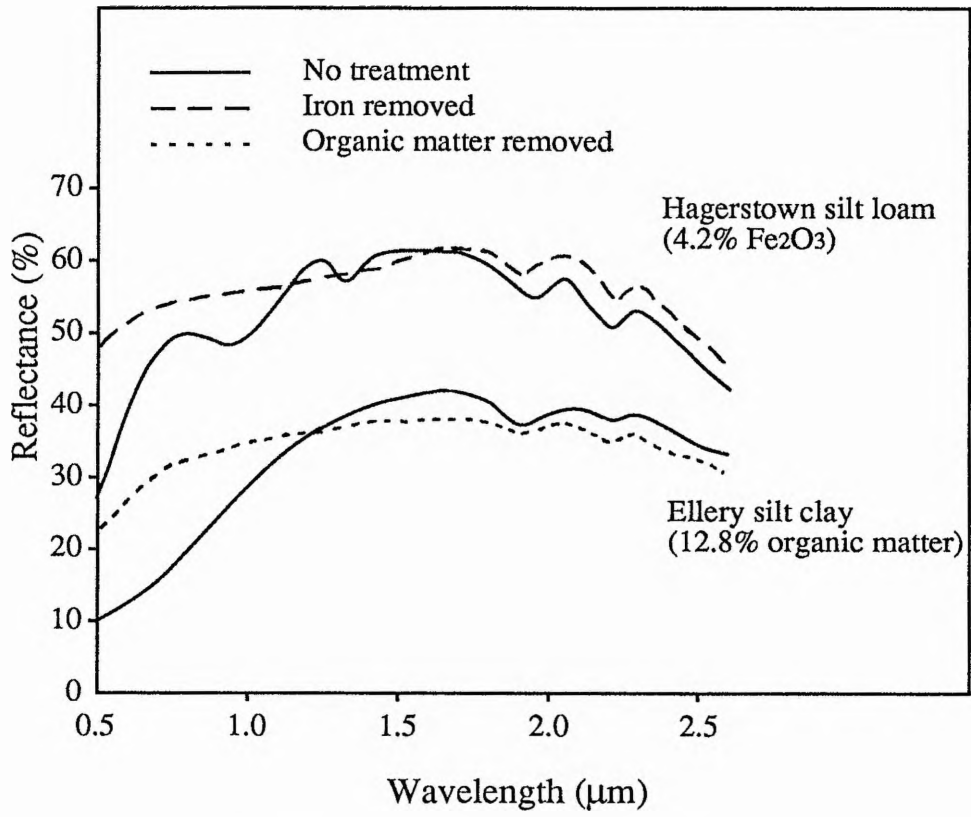 No treatment
Iron removed
Organic matter removed
70
60
50
40
30
20
10
0
Reflectance (%)
Hagerstown silt loam
(4.2% Fe2O3)
Ellery silt clay
(12.8% organic matter)
0.5 1.0 1.5 2.0 2.5
Wavelength (μm)